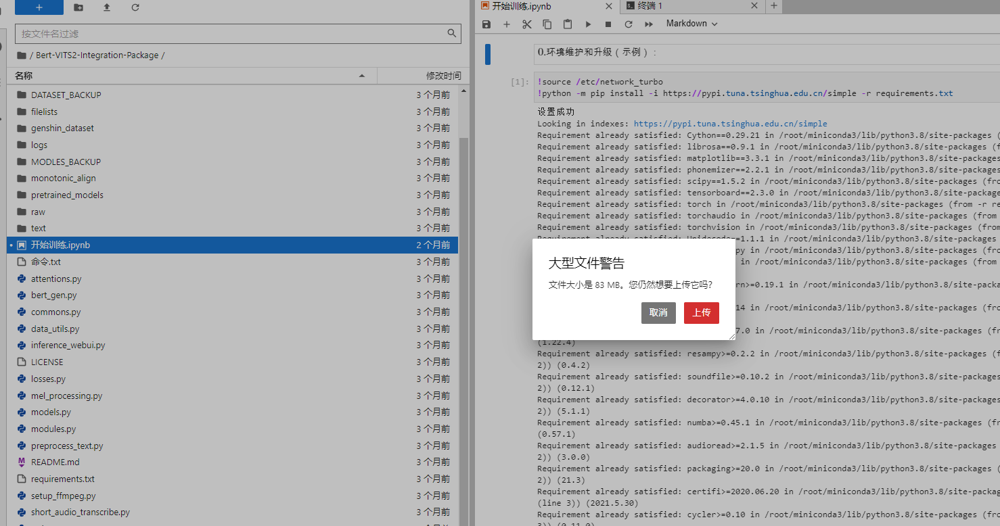 按文件名过滤
/ Bert-VITS2-Integration-Package /
名称 修改时间
DATASET_BACKUP 3 个月前
filelists 3 个月前
genshin_dataset 3 个月前
logs 3 个月前
MODLES_BACKUP 3 个月前
monotonic_align 3 个月前
pretrained_models 3 个月前
raw 3 个月前
text 3 个月前
开始训练.ipynb 2 个月前
命令.txt 3 个月前
attentions.py 3 个月前
bert_gen.py 3 个月前
commons.py 3 个月前
data_utils.py 3 个月前
inference_webui.py 3 个月前
LICENSE 3 个月前
losses.py 3 个月前
mel_processing.py 3 个月前
models.py 3 个月前
modules.py 3 个月前
preprocess_text.py 3 个月前
README.md 3 个月前
requirements.txt 3 个月前
setup_ffmpeg.py 3 个月前
short_audio_transcribe.py 3 个月前
开始训练.ipynb
终端 1
Markdown
0.环境维护和升级（示例）：
[1]:
!source /etc/network_turbo
!python -m pip install -i https://pypi.tuna.tsinghua.edu.cn/simple -r requirements.txt
设置成功
Looking in indexes: https://pypi.tuna.tsinghua.edu.cn/simple
Requirement already satisfied: Cython==0.29.21 in /root/miniconda3/lib/python3.8/site-packages (
Requirement already satisfied: librosa==0.9.1 in /root/miniconda3/lib/python3.8/site-packages (f
Requirement already satisfied: matplotlib==3.3.1 in /root/miniconda3/lib/python3.8/site-packages
Requirement already satisfied: phonemizer==2.2.1 in /root/miniconda3/lib/python3.8/site-packages
Requirement already satisfied: scipy==1.5.2 in /root/miniconda3/lib/python3.8/site-packages (fro
Requirement already satisfied: tensorboard==2.3.0 in /root/miniconda3/lib/python3.8/site-package
Requirement already satisfied: torch in /root/miniconda3/lib/python3.8/site-packages (from -r re
Requirement already satisfied: torchaudio in /root/miniconda3/lib/python3.8/site-packages (from
Requirement already satisfied: torchvision in /root/miniconda3/lib/python3.8/site-packages (from
Requirement already satisfied: Unidecode==1.1.1 in /root/miniconda3/lib/python3.8/site-packages
py in /root/miniconda3/lib/python3.8/site-packages (fro
in /root/miniconda3/lib/python3.8/site-packages (from
rn>=0.19.1 in /root/miniconda3/lib/python3.8/site-packages
14 in /root/miniconda3/lib/python3.8/site-packages (fro
7.0 in /root/miniconda3/lib/python3.8/site-packages (fr
大型文件警告
文件大小是 83 MB。您仍然想要上传它吗?
取消 上传
(1.22.4)
Requirement already satisfied: resampy>=0.2.2 in /root/miniconda3/lib/python3.8/site-packages (f
2)) (0.4.2)
Requirement already satisfied: soundfile>=0.10.2 in /root/miniconda3/lib/python3.8/site-packages
2)) (0.12.1)
Requirement already satisfied: decorator>=4.0.10 in /root/miniconda3/lib/python3.8/site-packages
2)) (5.1.1)
Requirement already satisfied: numba>=0.45.1 in /root/miniconda3/lib/python3.8/site-packages (fr
(0.57.1)
Requirement already satisfied: audioread>=2.1.5 in /root/miniconda3/lib/python3.8/site-packages
2)) (3.0.0)
Requirement already satisfied: packaging>=20.0 in /root/miniconda3/lib/python3.8/site-packages (
2)) (21.3)
Requirement already satisfied: certifi>=2020.06.20 in /root/miniconda3/lib/python3.8/site-packag
(line 3)) (2021.5.30)
Requirement already satisfied: cycler>=0.10 in /root/miniconda3/lib/python3.8/site-packages (fro
3)) (0.11.0)